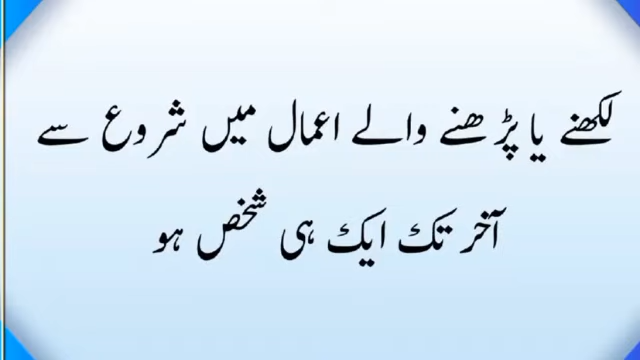 لکھنے یا پڑھنے والے اعمال میں شروع سے
آخر تک ایک ہی شخص ہو